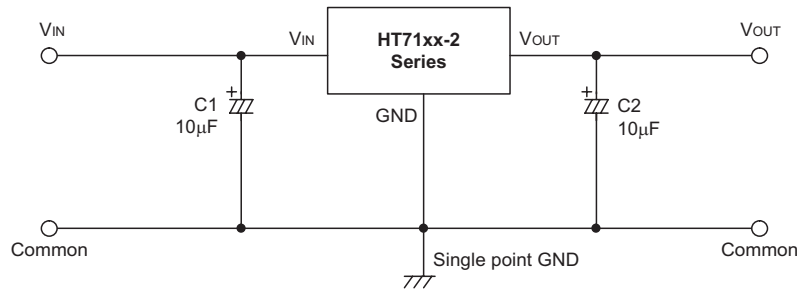 VIN
VIN
HT71xx-2
Series
VOUT
VOUT
+
C1
10μF
GND
+
C2
10μF
Common
Common
Single point GND